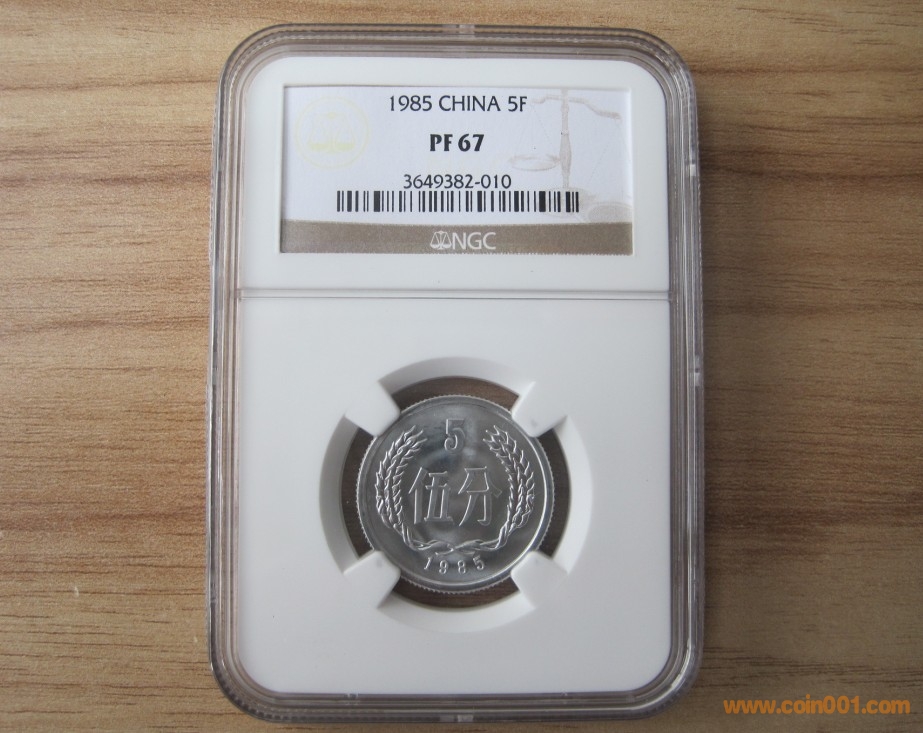 1985 CHINA 5F
PF 67
3649382-010
NGC
5
伍分
1985
www.coin001.com